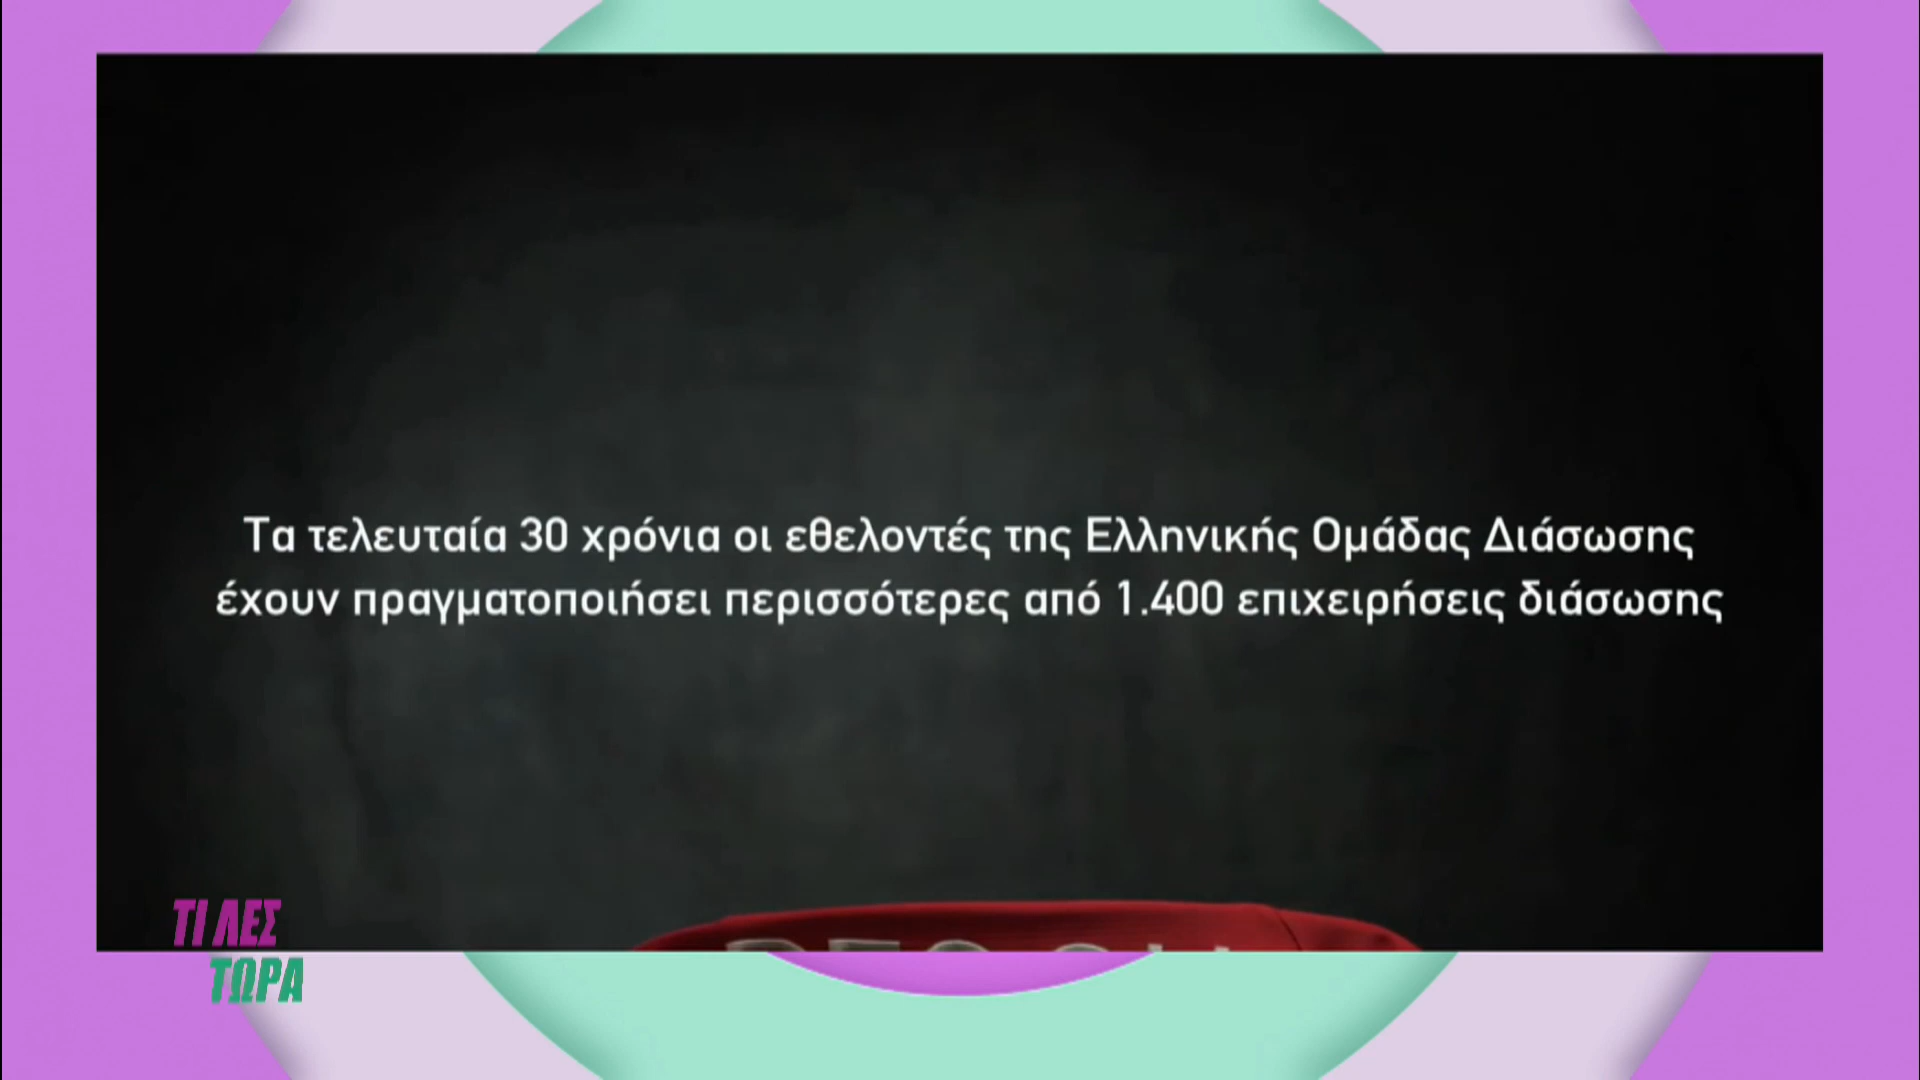 Τα τελευταία 30 χρόνια οι εθελοντές της Ελληνικής Ομάδας Διάσωσης
έχουν πραγματοποιήσει περισσότερες από 1.400 επιχειρήσεις διάσωσης
ΤΙ ΛΕΣ
ΤΩΡΑ